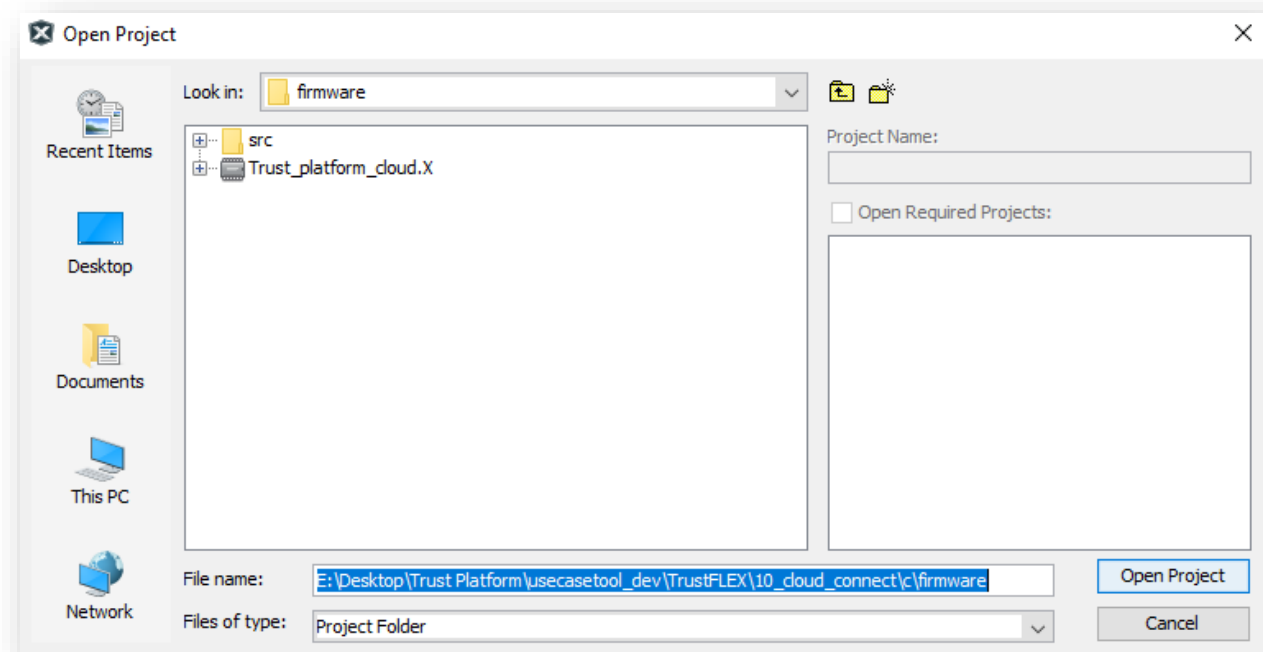 Open Project
Look in:
firmware
Recent Items
Desktop
Documents
This PC
Network
src
Trust_platform_cloud.X
Project Name:
Open Required Projects:
File name:
E:\Desktop\Trust Platform\usecasetool_dev\TrustFLEX\10_cloud_connect\c\firmware
Open Project
Files of type:
Project Folder
Cancel